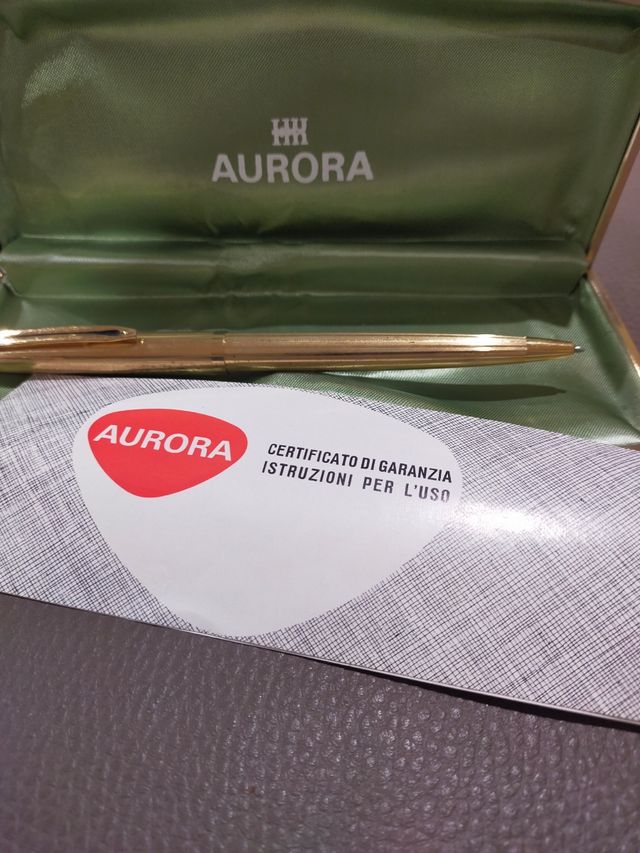 AURORA
AURORA
CERTIFICATO DI GARANZIA
ISTRUZIONI PER L'USO